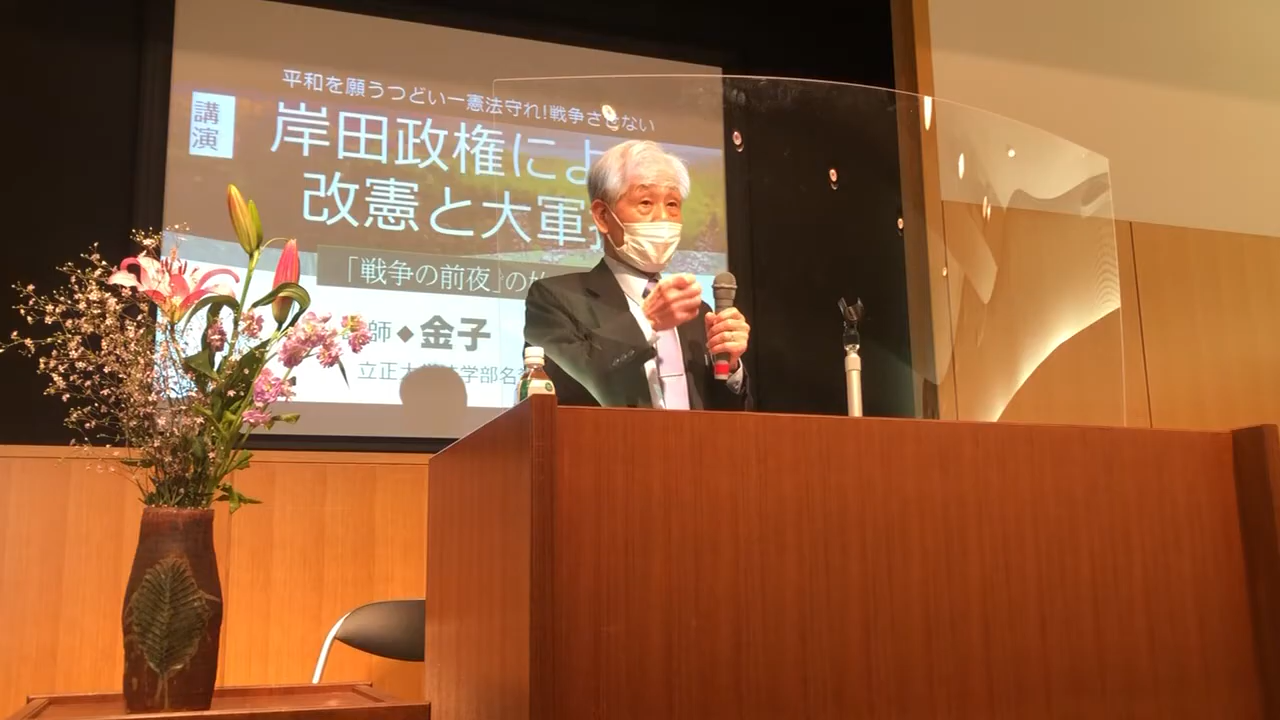 平和を願うつどいー憲法守れ!戦争させない
講演
岸田政権によ
改憲と大軍
「戦争の前夜」の
師◆金子
立正大 学部名